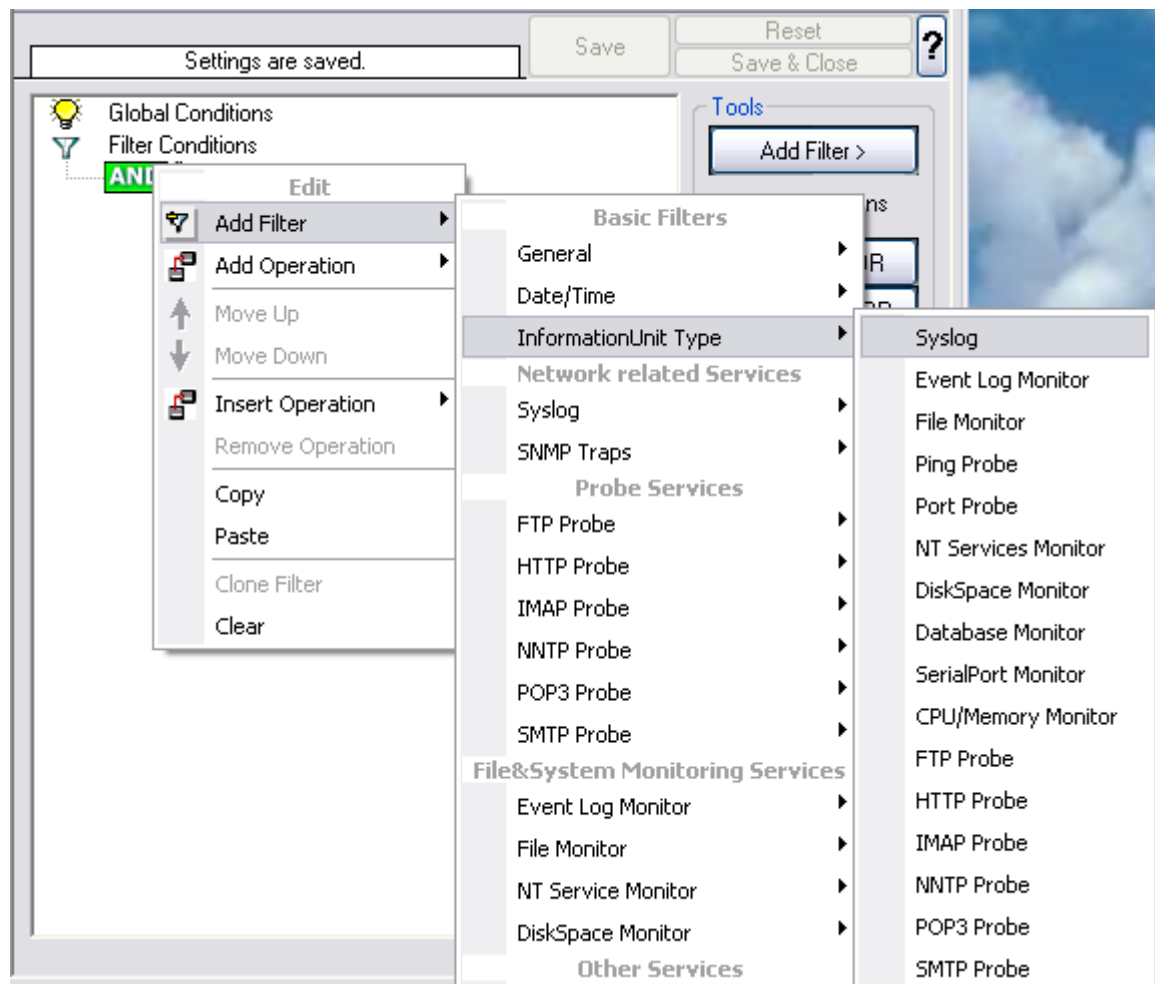 Settings are saved.
Save
Reset
Save & Close
?
Global Conditions
Filter Conditions
Tools
Add Filter >
Edit
Add Filter
Add Operation
Move Up
Move Down
Insert Operation
Remove Operation
Copy
Paste
Clone Filter
Clear
Basic Filters
General
Date/Time
InformationUnit Type
Network related Services
Syslog
SNMP Traps
Probe Services
FTP Probe
HTTP Probe
IMAP Probe
NNTP Probe
POP3 Probe
SMTP Probe
File&System Monitoring Services
Event Log Monitor
File Monitor
NT Service Monitor
DiskSpace Monitor
Other Services
Syslog
Event Log Monitor
File Monitor
Ping Probe
Port Probe
NT Services Monitor
DiskSpace Monitor
Database Monitor
SerialPort Monitor
CPU/Memory Monitor
FTP Probe
HTTP Probe
IMAP Probe
NNTP Probe
POP3 Probe
SMTP Probe